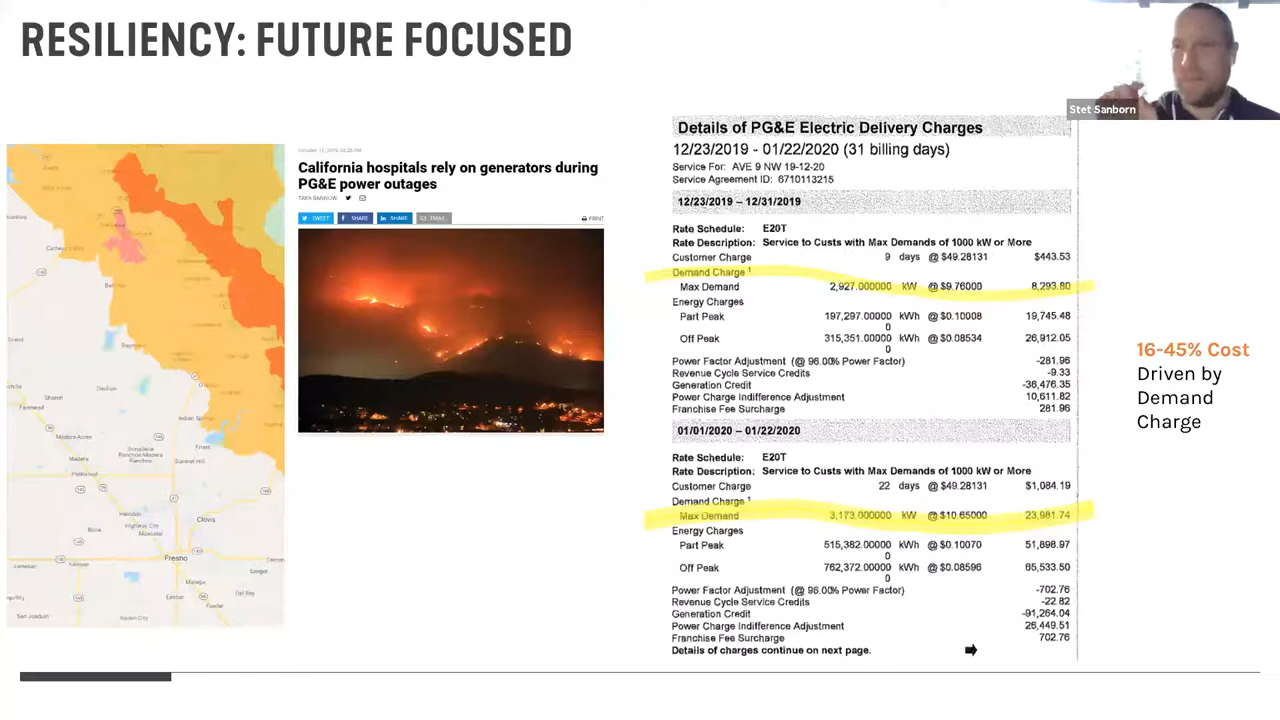 RESILIENCY: FUTURE FOCUSED
Stet Sanborn
California hospitals rely on generators during
PG&E power outages
TARA BANNOW
TWEET
SHARE
SHARE
EMAIL
PRINT
Details of PG&E Electric Delivery Charges
12/23/2019 - 01/22/2020 (31 billing days)
Service For: AVE 9 NW 19-12-20
Service Agreement ID: 6710113215
12/23/2019 – 12/31/2019
Rate Schedule: E20T
Rate Description: Service to Custs with Max Demands of 1000 kW or More
Customer Charge 9 days @ $49.28131 $443.53
Demand Charge 1
Max Demand 2,927.000000 kW @ $9.76000 8,293.80
Energy Charges
Part Peak 197,297.00000 kWh @ $0.10008 19,745.48
0
Off Peak 315,351.00000 kWh @ $0.08534 26,912.05
0
Power Factor Adjustment (@ 96.00% Power Factor) -281.96
Revenue Cycle Service Credits -9.33
Generation Credit -36,476.35
Power Charge Indifference Adjustment 10,611.82
Franchise Fee Surcharge 281.96
01/01/2020 – 01/22/2020
Rate Schedule: E20T
Rate Description: Service to Custs with Max Demands of 1000 kW or More
Customer Charge 22 days @ $49.28131 $1,084.19
Demand Charge 1
Max Demand 3,173.000000 kW @ $10.65000 23,981.74
Energy Charges
Part Peak 515,382.00000 kWh @ $0.10070 51,898.97
0
Off Peak 762,372.00000 kWh @ $0.08596 65,533.50
0
Power Factor Adjustment (@ 96.00% Power Factor) -702.76
Revenue Cycle Service Credits -22.82
Generation Credit -91,264.04
Power Charge Indifference Adjustment 26,449.51
Franchise Fee Surcharge 702.76
Details of charges continue on next page.
16-45% Cost
Driven by
Demand
Charge
Madera
Clovis
Fresno
Fowler
San Joaquin